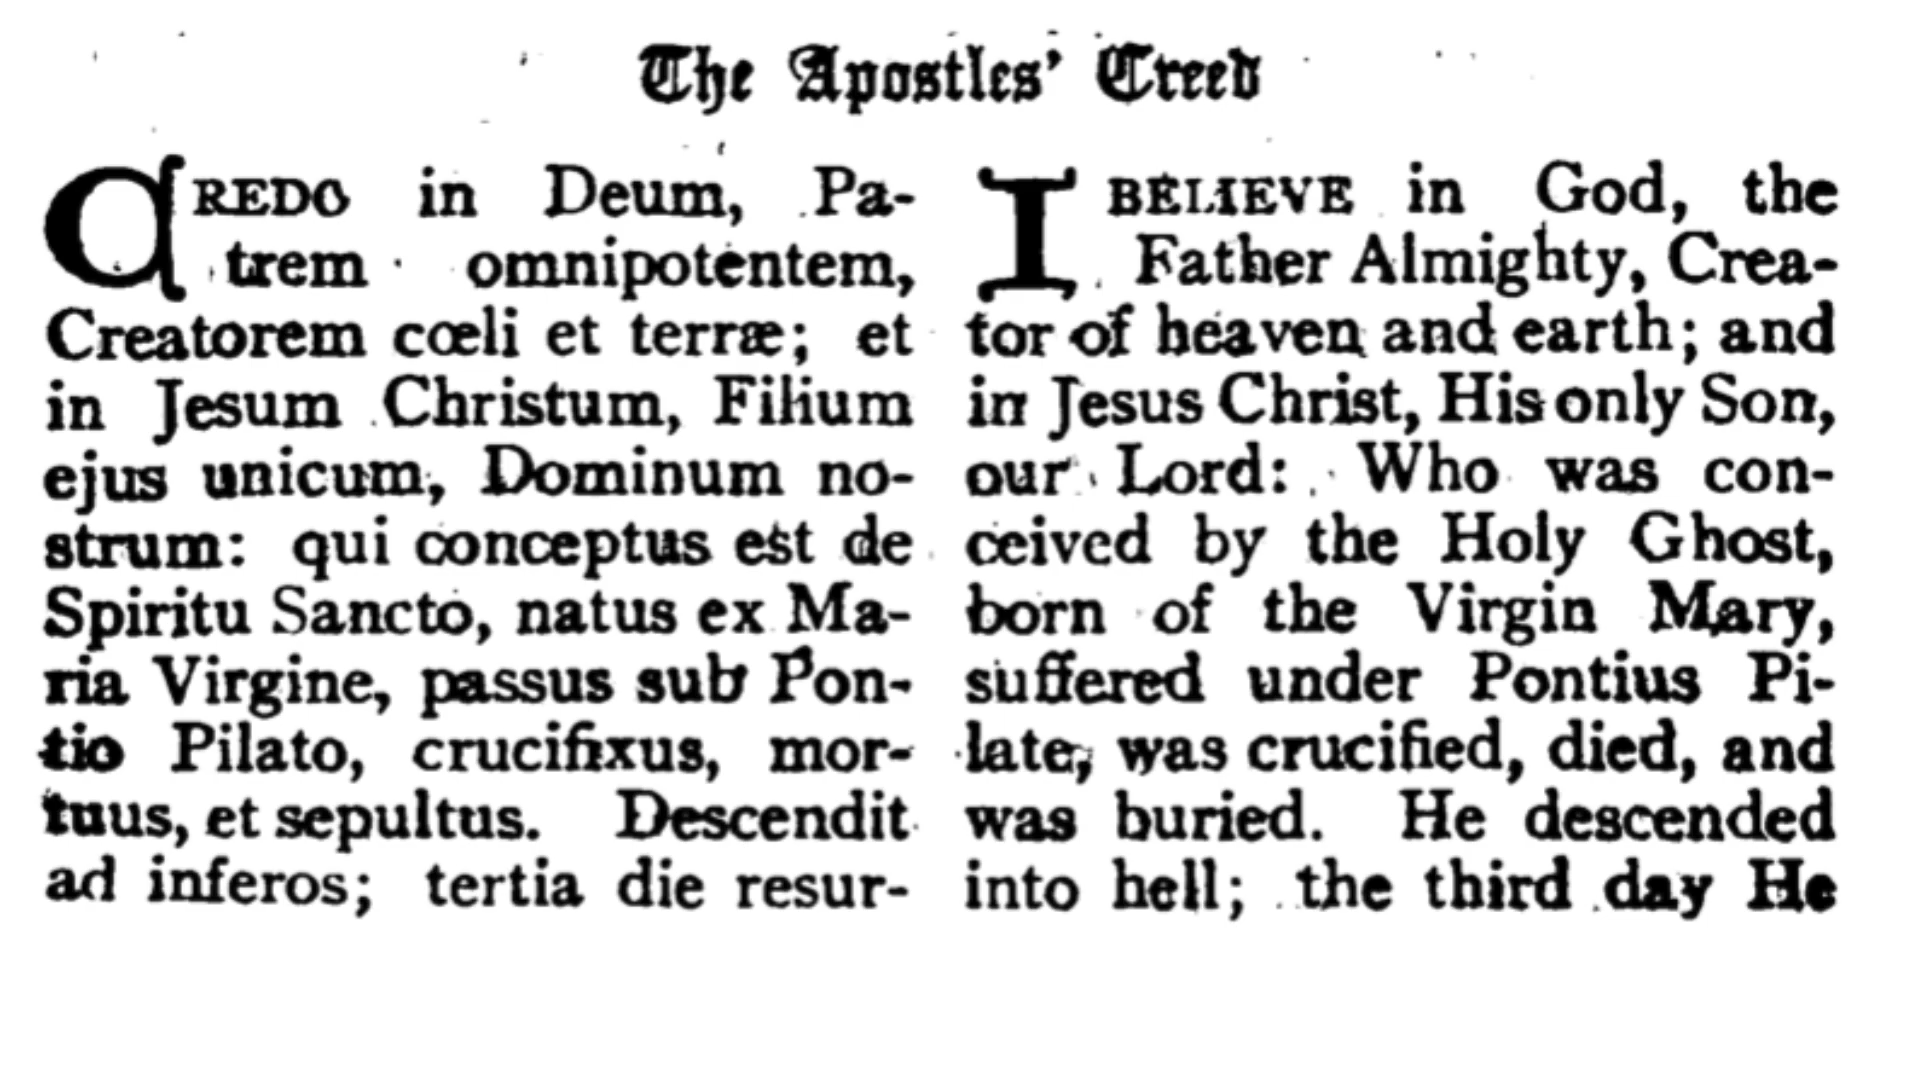 The Apostles' Creed
CREDO in Deum, Pa-
trem omnipotentem,
Creatorem cœli et terræ; et
in Jesum Christum, Filium
ejus unicum, Dominum no-
strum: qui conceptus est de
Spiritu Sancto, natus ex Ma-
ria Virgine, passus sub Pon-
tio Pilato, crucifixus, mor-
tuus, et sepultus. Descendit
ad inferos; tertia die resur-
I BELIEVE in God, the
Father Almighty, Crea-
tor of heaven and earth; and
in Jesus Christ, His only Son,
our Lord: Who was con-
ceived by the Holy Ghost,
born of the Virgin Mary,
suffered under Pontius Pi-
late, was crucified, died, and
was buried. He descended
into hell; the third day He